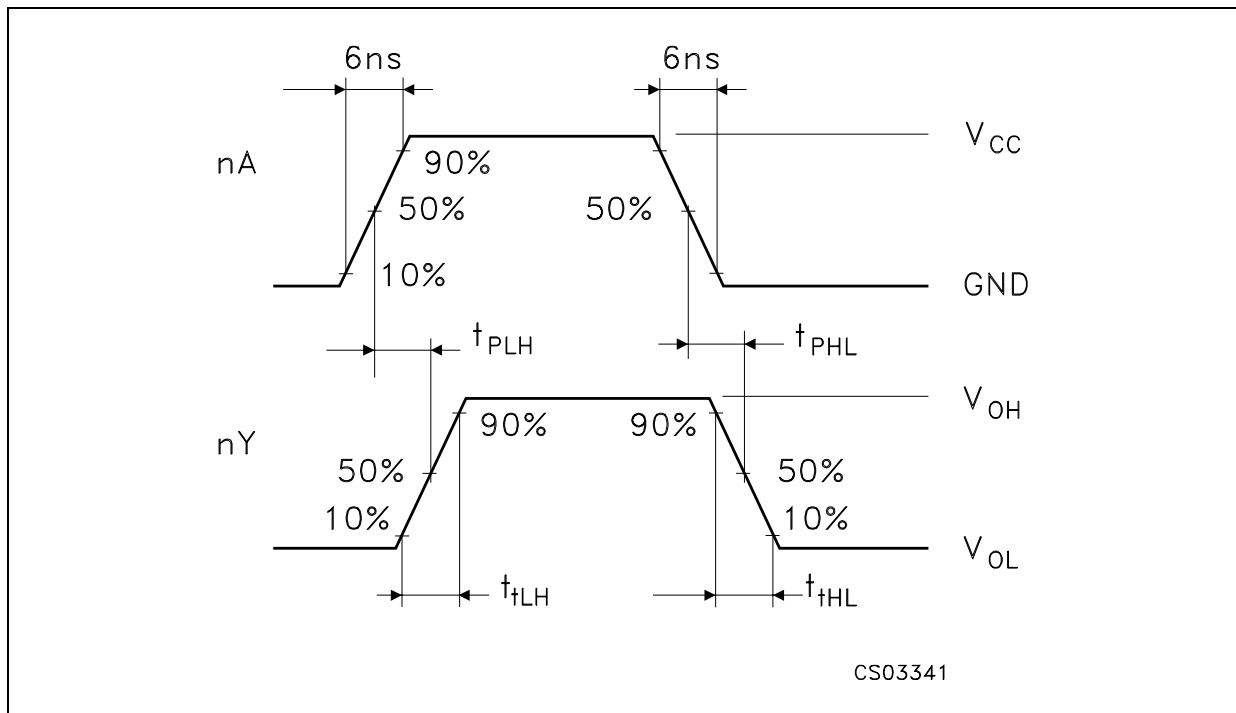 6ns 6ns
V_CC
nA
90%
50% 50%
10%
GND
t_PLH t_PHL
V_OH
90% 90%
nY
50% 50%
10% 10%
V_OL
t_tLH t_tHL
CS03341